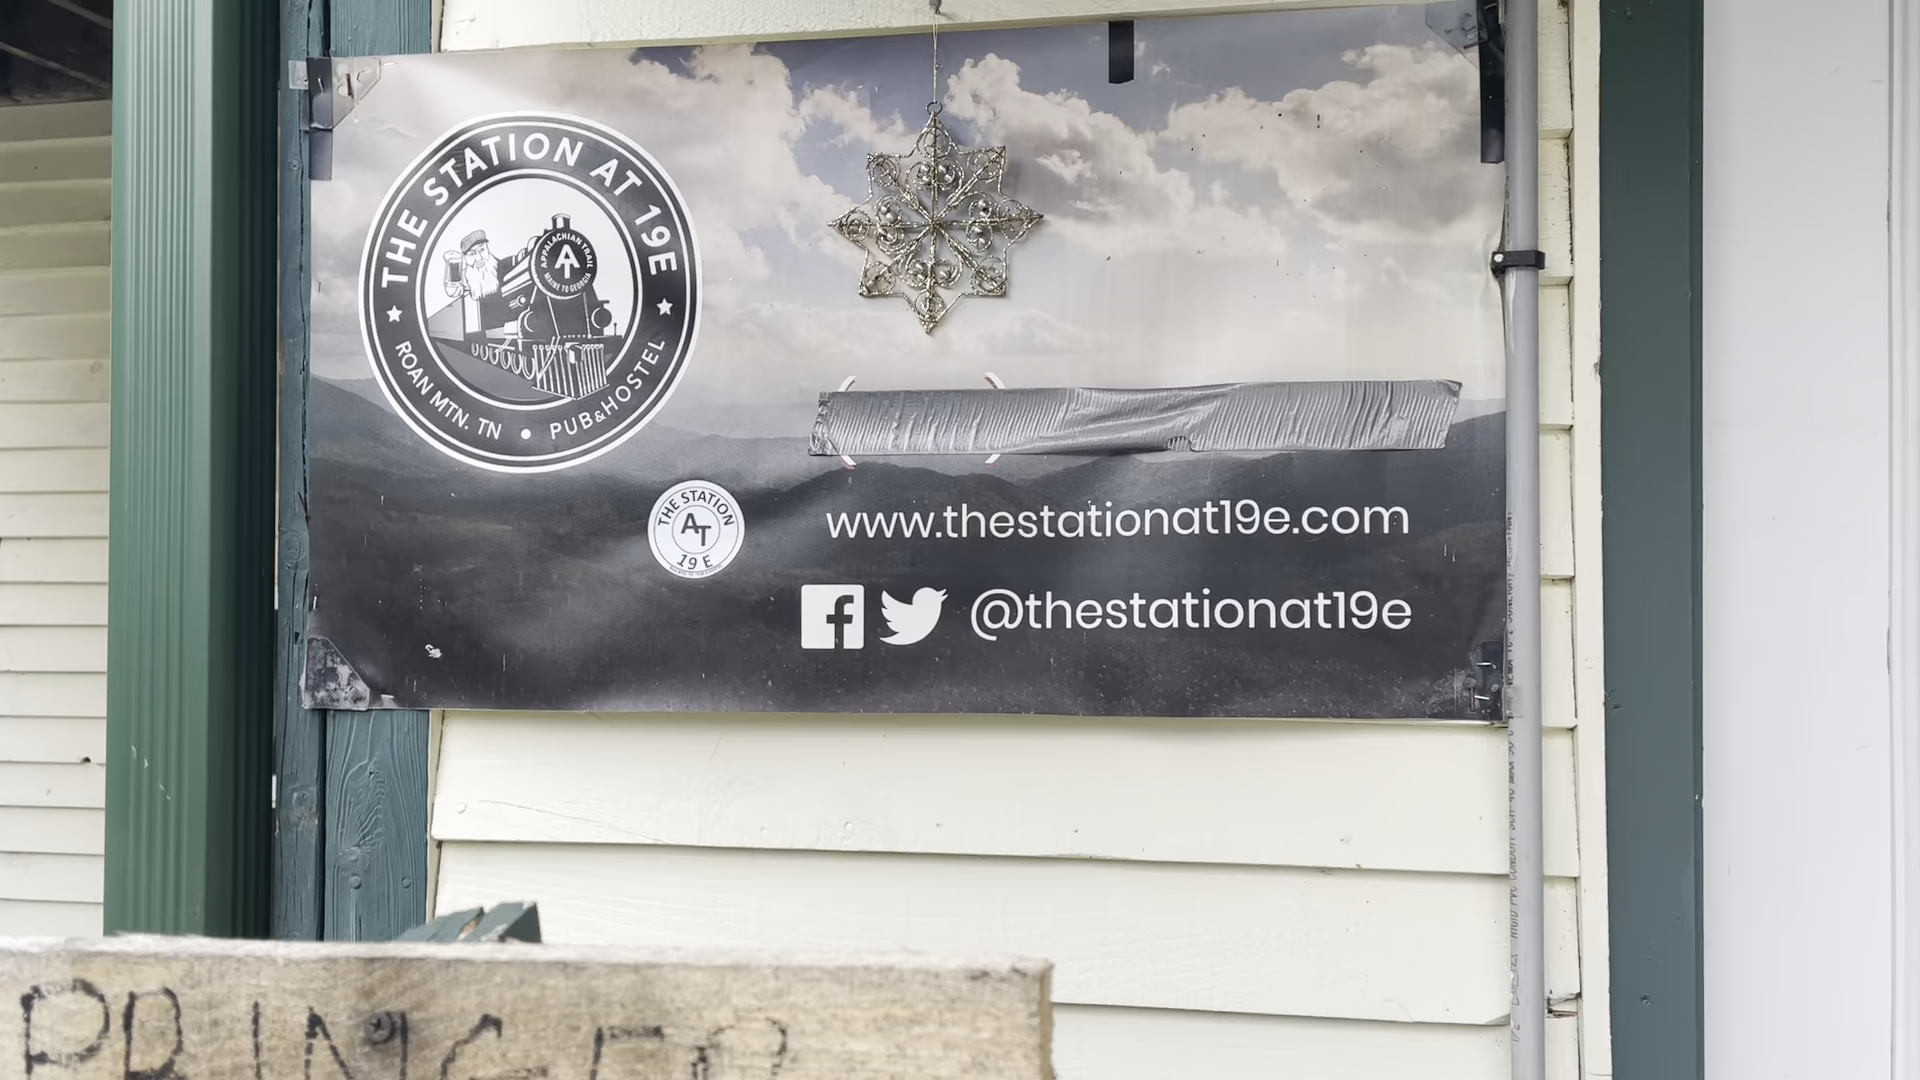 THE STATION AT 19E
APPALACHIAN TRAIL
AT
MAINE TO GEORGIA
ROAN MTN. TN • PUB&HOSTEL
THE STATION
AT
19 E
www.thestationat19e.com
@thestationat19e